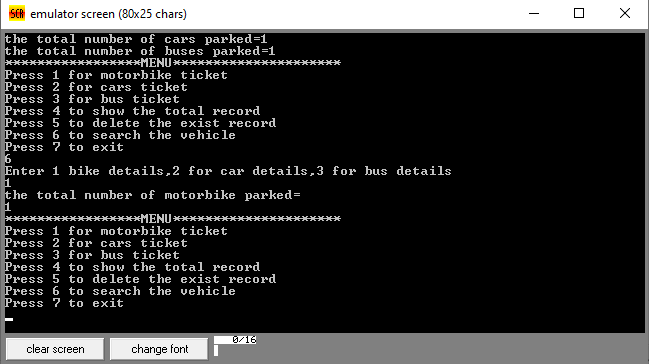 SCR
emulator screen (80x25 chars)
the total number of cars parked=1
the total number of buses parked=1
*****************MENU*********************
Press 1 for motorbike ticket
Press 2 for cars ticket
Press 3 for bus ticket
Press 4 to show the total record
Press 5 to delete the exist record
Press 6 to search the vehicle
Press 7 to exit
6
Enter 1 bike details,2 for car details,3 for bus details
1
the total number of motorbike parked=
1
*****************MENU*********************
Press 1 for motorbike ticket
Press 2 for cars ticket
Press 3 for bus ticket
Press 4 to show the total record
Press 5 to delete the exist record
Press 6 to search the vehicle
Press 7 to exit
clear screen
change font
0/16